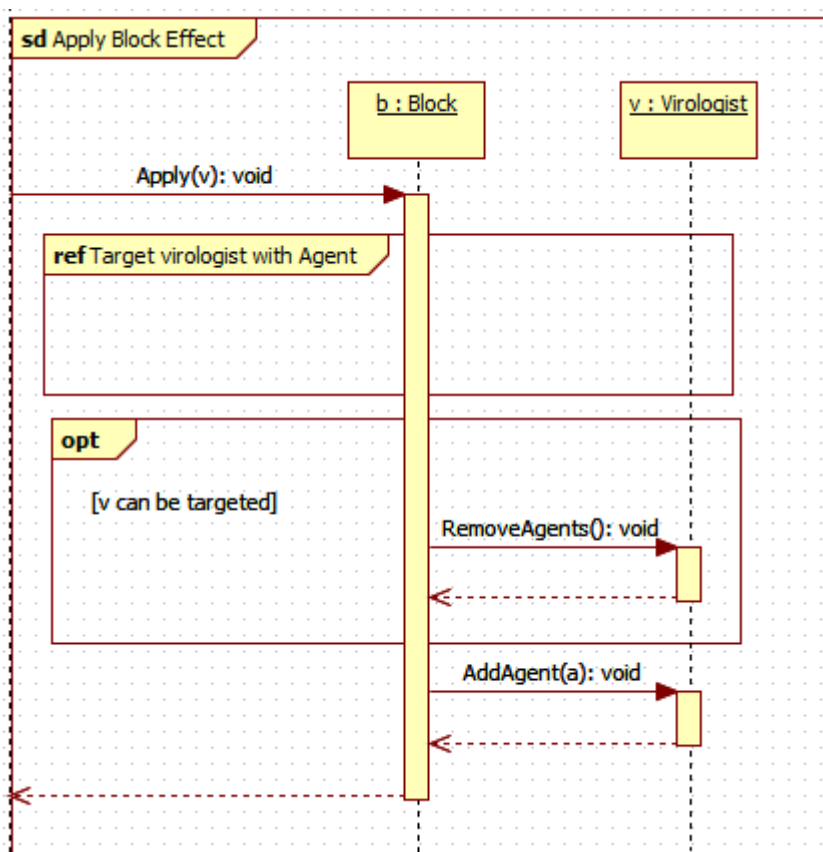 sd Apply Block Effect
b : Block
v : Virologist
Apply(v): void
ref Target virologist with Agent
opt
[v can be targeted]
RemoveAgents(): void
AddAgent(a): void